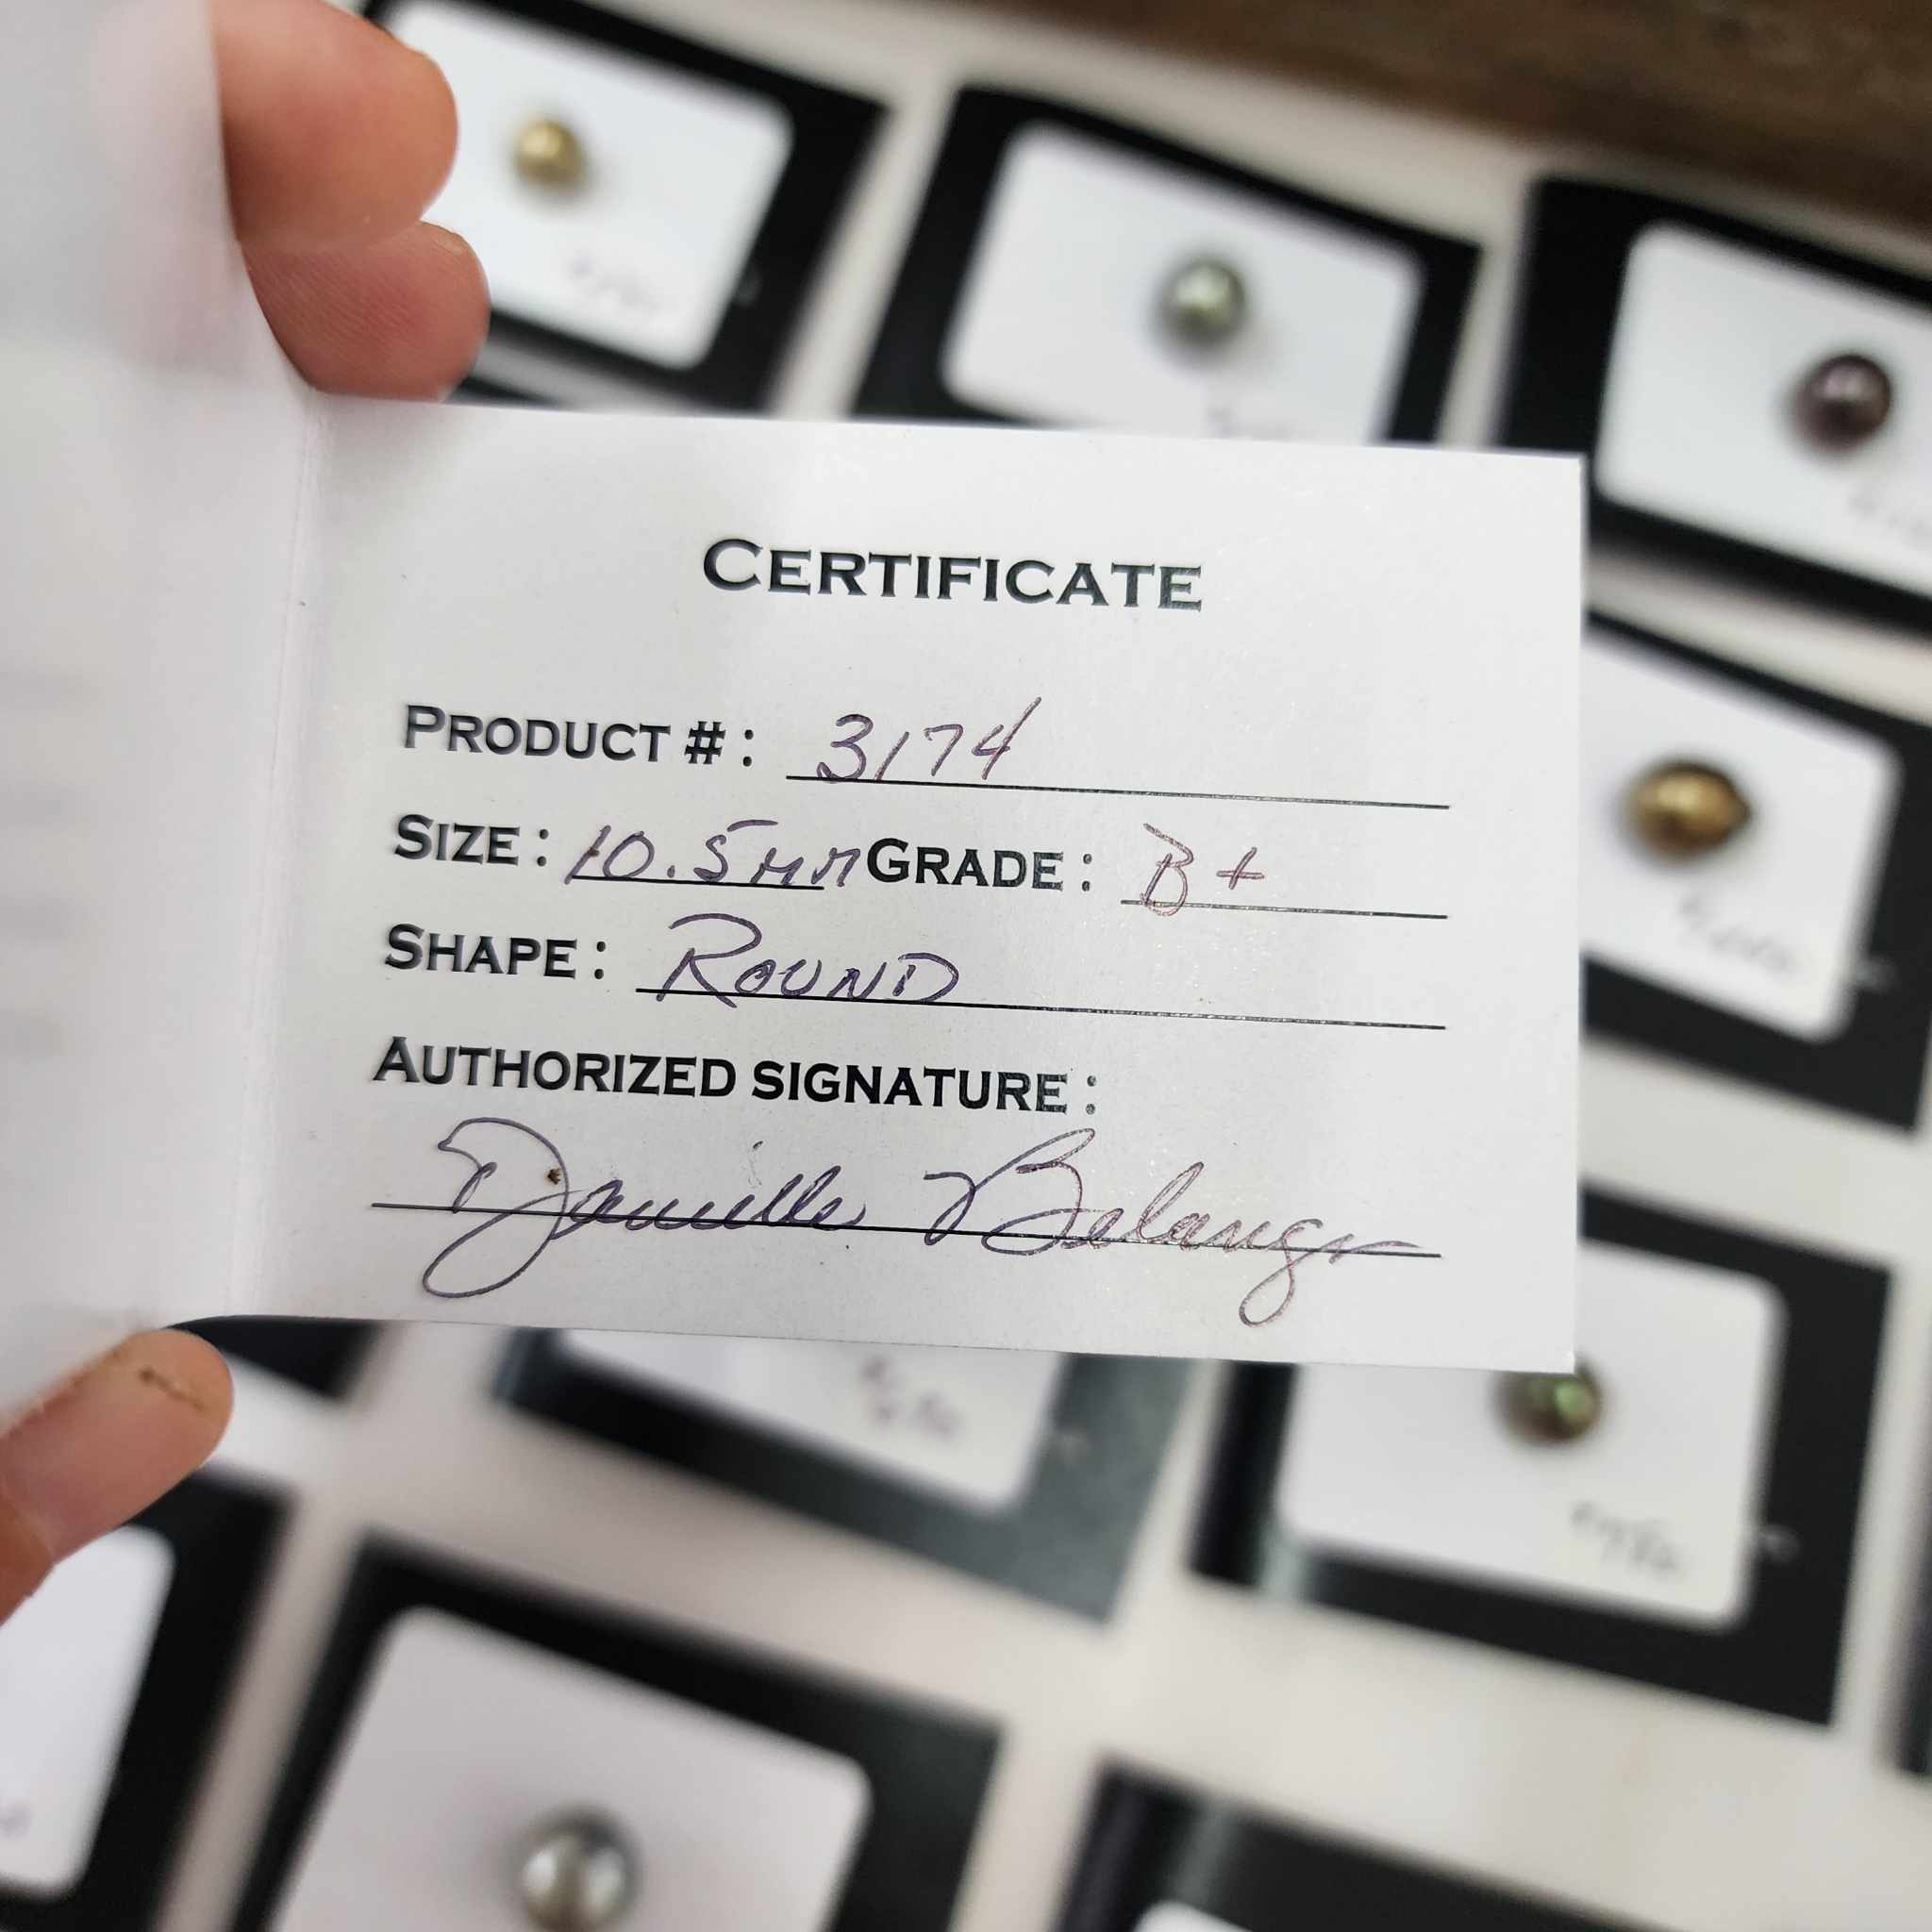 CERTIFICATE
PRODUCT #: 3174
SIZE: 10.5mm GRADE: B+
SHAPE: ROUND
AUTHORIZED SIGNATURE:
Danielle Belanger